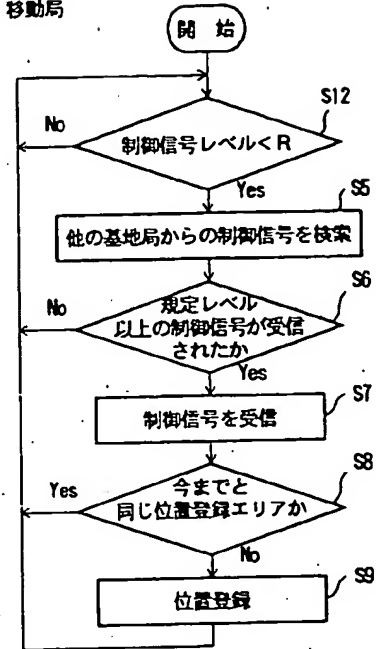 移動局
開 始
S12
制御信号レベル<R
No
Yes
S5
他の基地局からの制御信号を検索
S6
規定レベル
以上の制御信号が受信
されたか
No
Yes
S7
制御信号を受信
S8
今までと
同じ位置登録エリアか
Yes
No
S9
位置登録